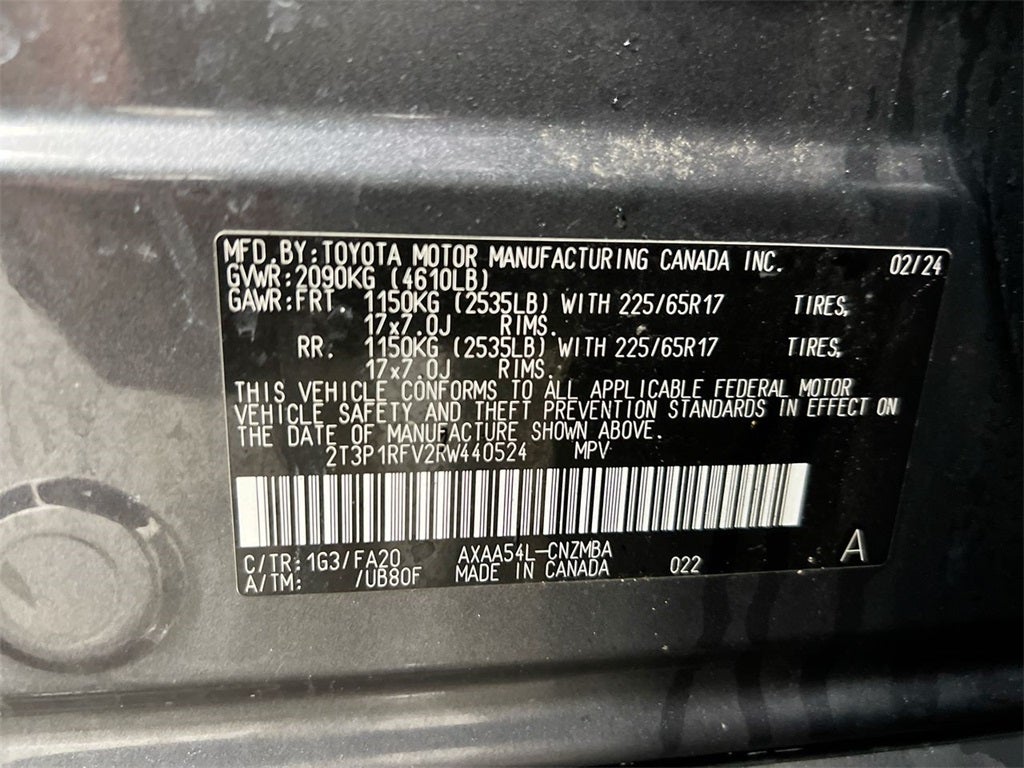 MFD. BY: TOYOTA MOTOR MANUFACTURING CANADA INC. 02/24
GVWR: 2090KG (4610LB)
GAWR: FRT. 1150KG (2535LB) WITH 225/65R17 TIRES,
17x7.0J RIMS.
RR. 1150KG (2535LB) WITH 225/65R17 TIRES,
17x7.0J RIMS.
THIS VEHICLE CONFORMS TO ALL APPLICABLE FEDERAL MOTOR
VEHICLE SAFETY AND THEFT PREVENTION STANDARDS IN EFFECT ON
THE DATE OF MANUFACTURE SHOWN ABOVE.
2T3P1RFV2RW440524 MPV
C/TR: 1G3/FA20 AXAA54L-CNZMBA A
A/TM: /UB80F MADE IN CANADA 022